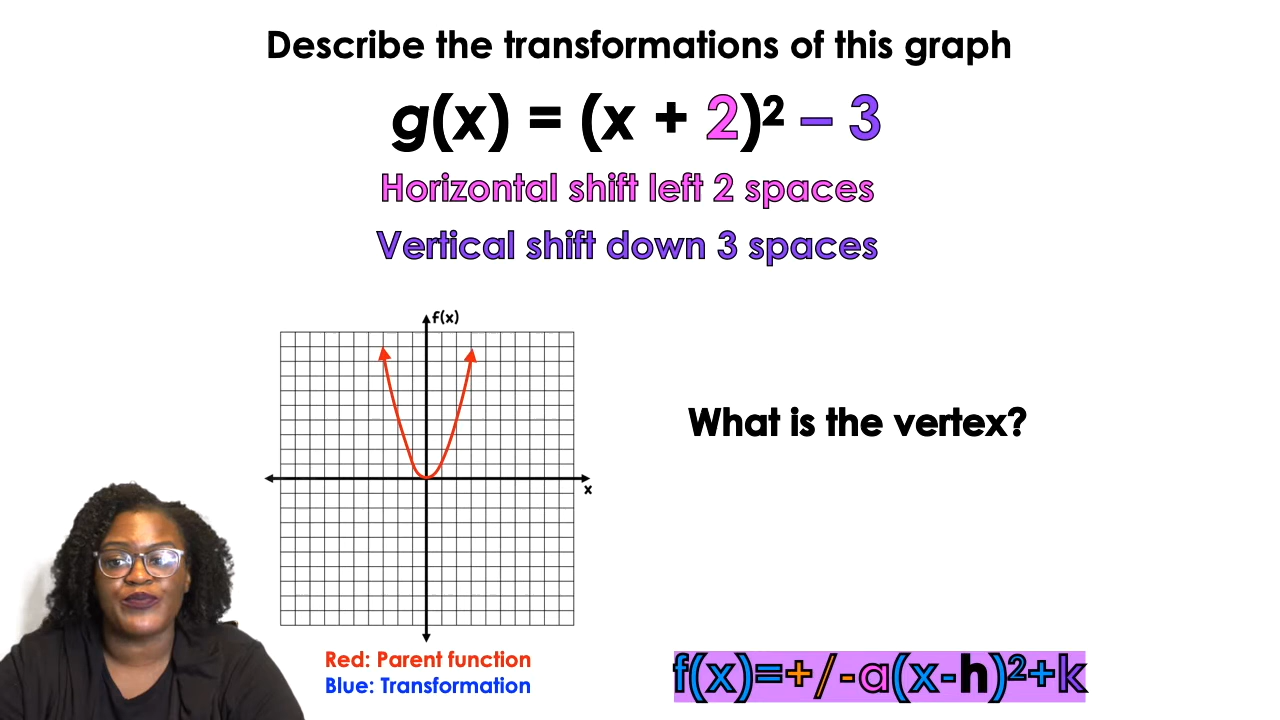 Describe the transformations of this graph
g(x) = (x + 2)² – 3
Horizontal shift left 2 spaces
Vertical shift down 3 spaces
f(x)
x
What is the vertex?
Red: Parent function
Blue: Transformation
f(x)=+/-a(x-h)²+k